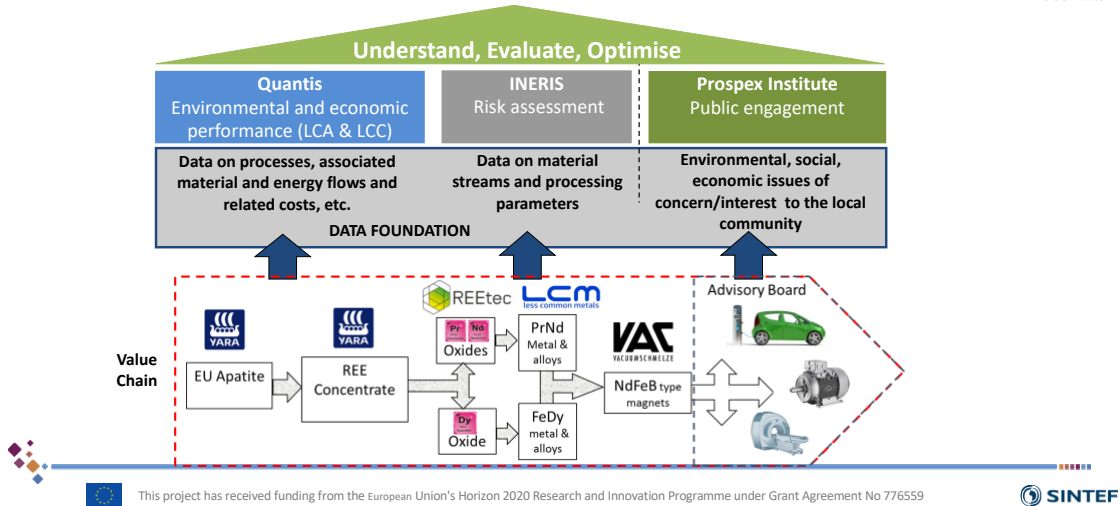 Understand, Evaluate, Optimise
Quantis
Environmental and economic
performance (LCA & LCC)
INERIS
Risk assessment
Prospex Institute
Public engagement
Data on processes, associated
material and energy flows and
related costs, etc.
Data on material
streams and processing
parameters
Environmental, social,
economic issues of
concern/interest to the local
community
DATA FOUNDATION
Value
Chain
YARA
EU Apatite
YARA
REE
Concentrate
REEtec
Pr Nd
Oxides
Dy
Oxide
LCM
less common metals
PrNd
Metal &
alloys
FeDy
metal &
alloys
VAC
VACUUMSCHMELZE
NdFeB type
magnets
Advisory Board
This project has received funding from the European Union's Horizon 2020 Research and Innovation Programme under Grant Agreement No 776559
SINTEF